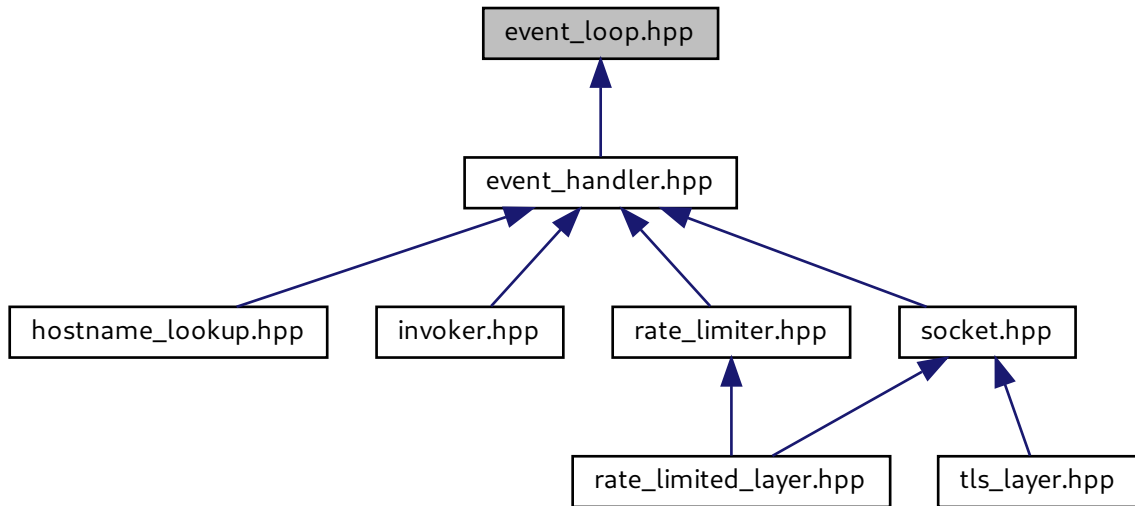 event_loop.hpp
event_handler.hpp
hostname_lookup.hpp
invoker.hpp
rate_limiter.hpp
socket.hpp
rate_limited_layer.hpp
tls_layer.hpp